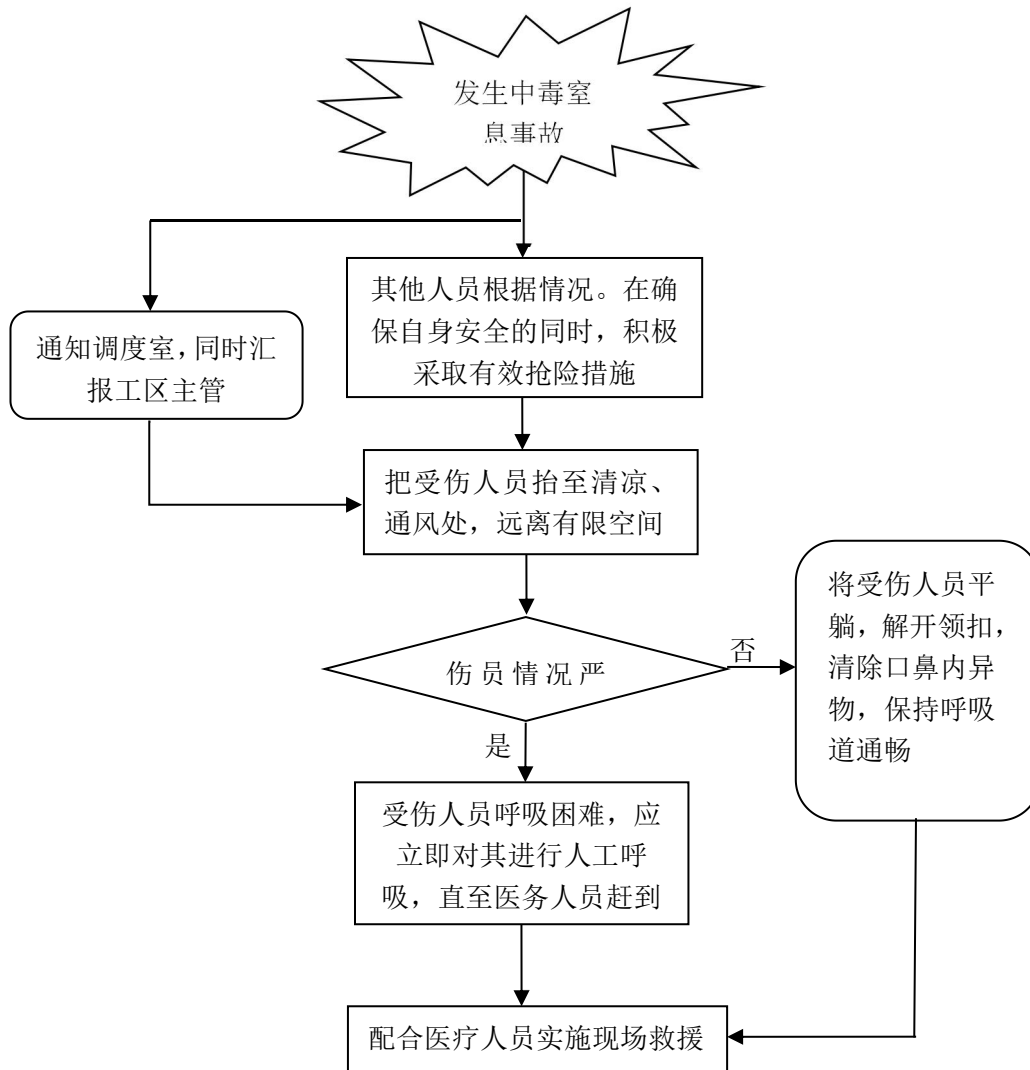 发生中毒窒
息事故
其他人员根据情况。在确
保自身安全的同时，积极
采取有效抢险措施
通知调度室，同时汇
报工区主管
把受伤人员抬至清凉、
通风处，远离有限空间
伤员情况严
否
将受伤人员平
躺，解开领扣，
清除口鼻内异
物，保持呼吸
道通畅
是
受伤人员呼吸困难，应
立即对其进行人工呼
吸，直至医务人员赶到
配合医疗人员实施现场救援